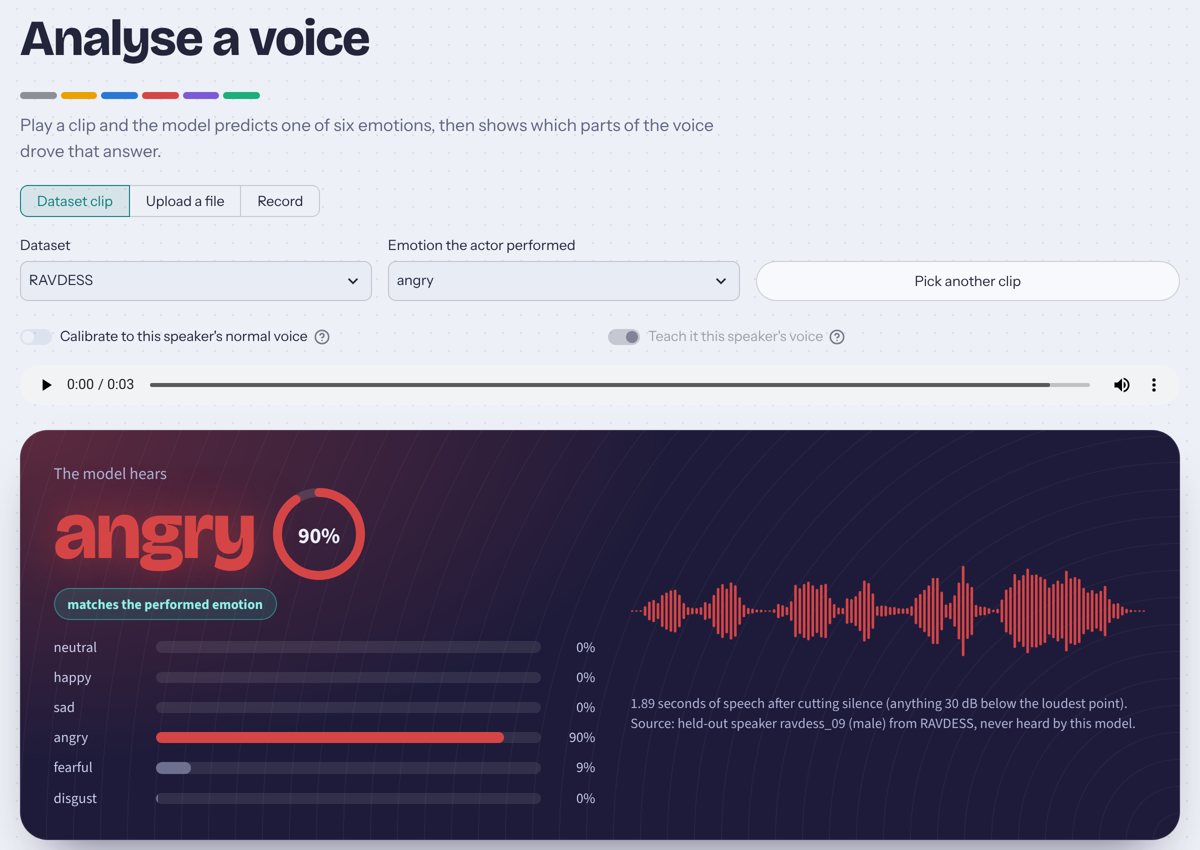 Analyse a voice
Play a clip and the model predicts one of six emotions, then shows which parts of the voice
drove that answer.
Dataset clip
Upload a file
Record
Dataset
Emotion the actor performed
RAVDESS
angry
Pick another clip
Calibrate to this speaker's normal voice
Teach it this speaker's voice
0:00 / 0:03
The model hears
angry
90%
matches the performed emotion
neutral 0%
happy 0%
sad 0%
angry 90%
fearful 9%
disgust 0%
1.89 seconds of speech after cutting silence (anything 30 dB below the loudest point).
Source: held-out speaker ravdess_09 (male) from RAVDESS, never heard by this model.